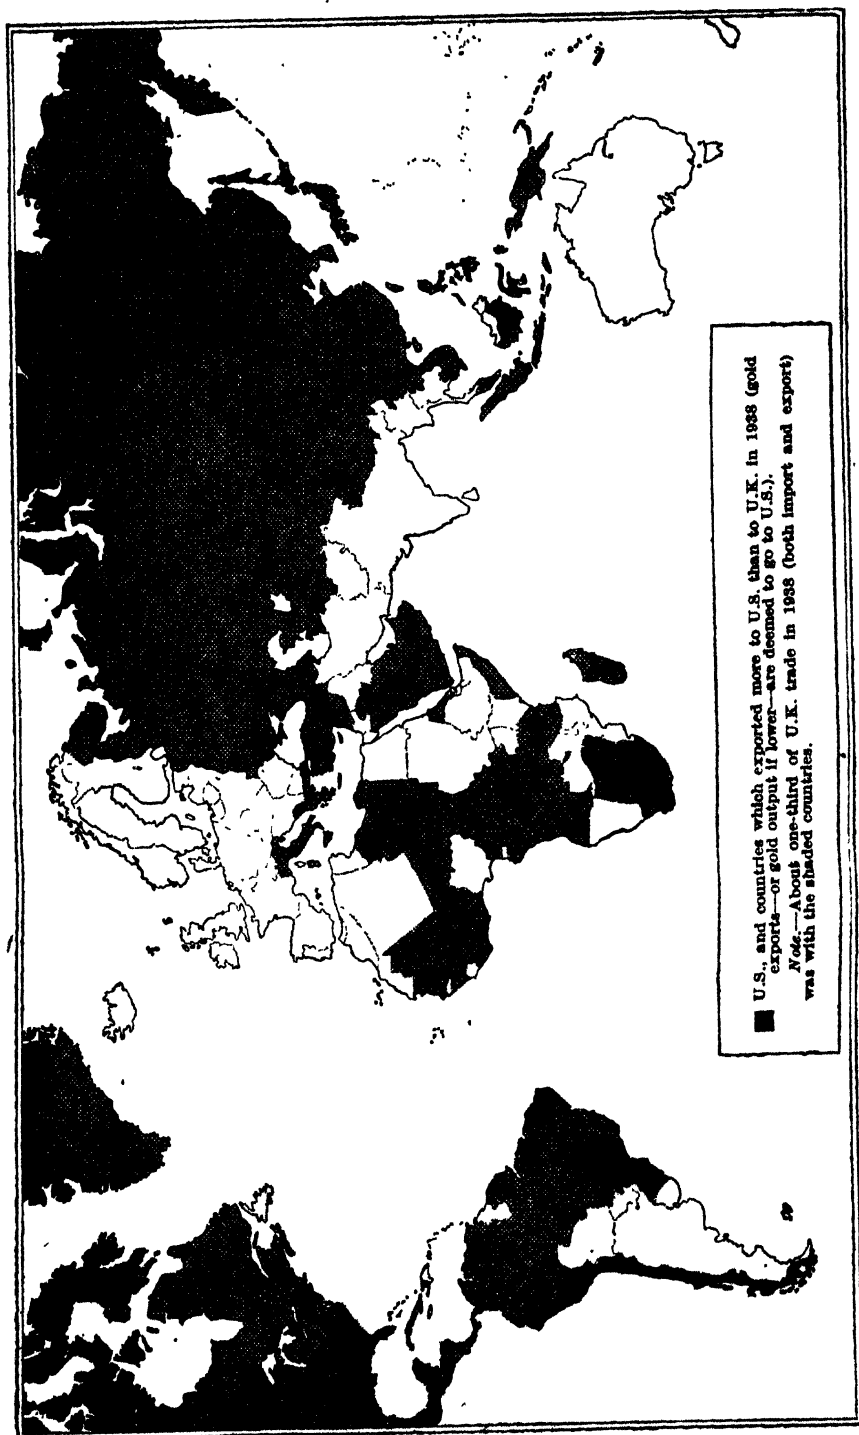 U.S., and countries which exported more to U.S. than to U.K. in 1938 (gold
exports—or gold output if lower—are deemed to go to U.S.).
Note.—About one-third of U.K. trade in 1938 (both import and export)
was with the shaded countries.